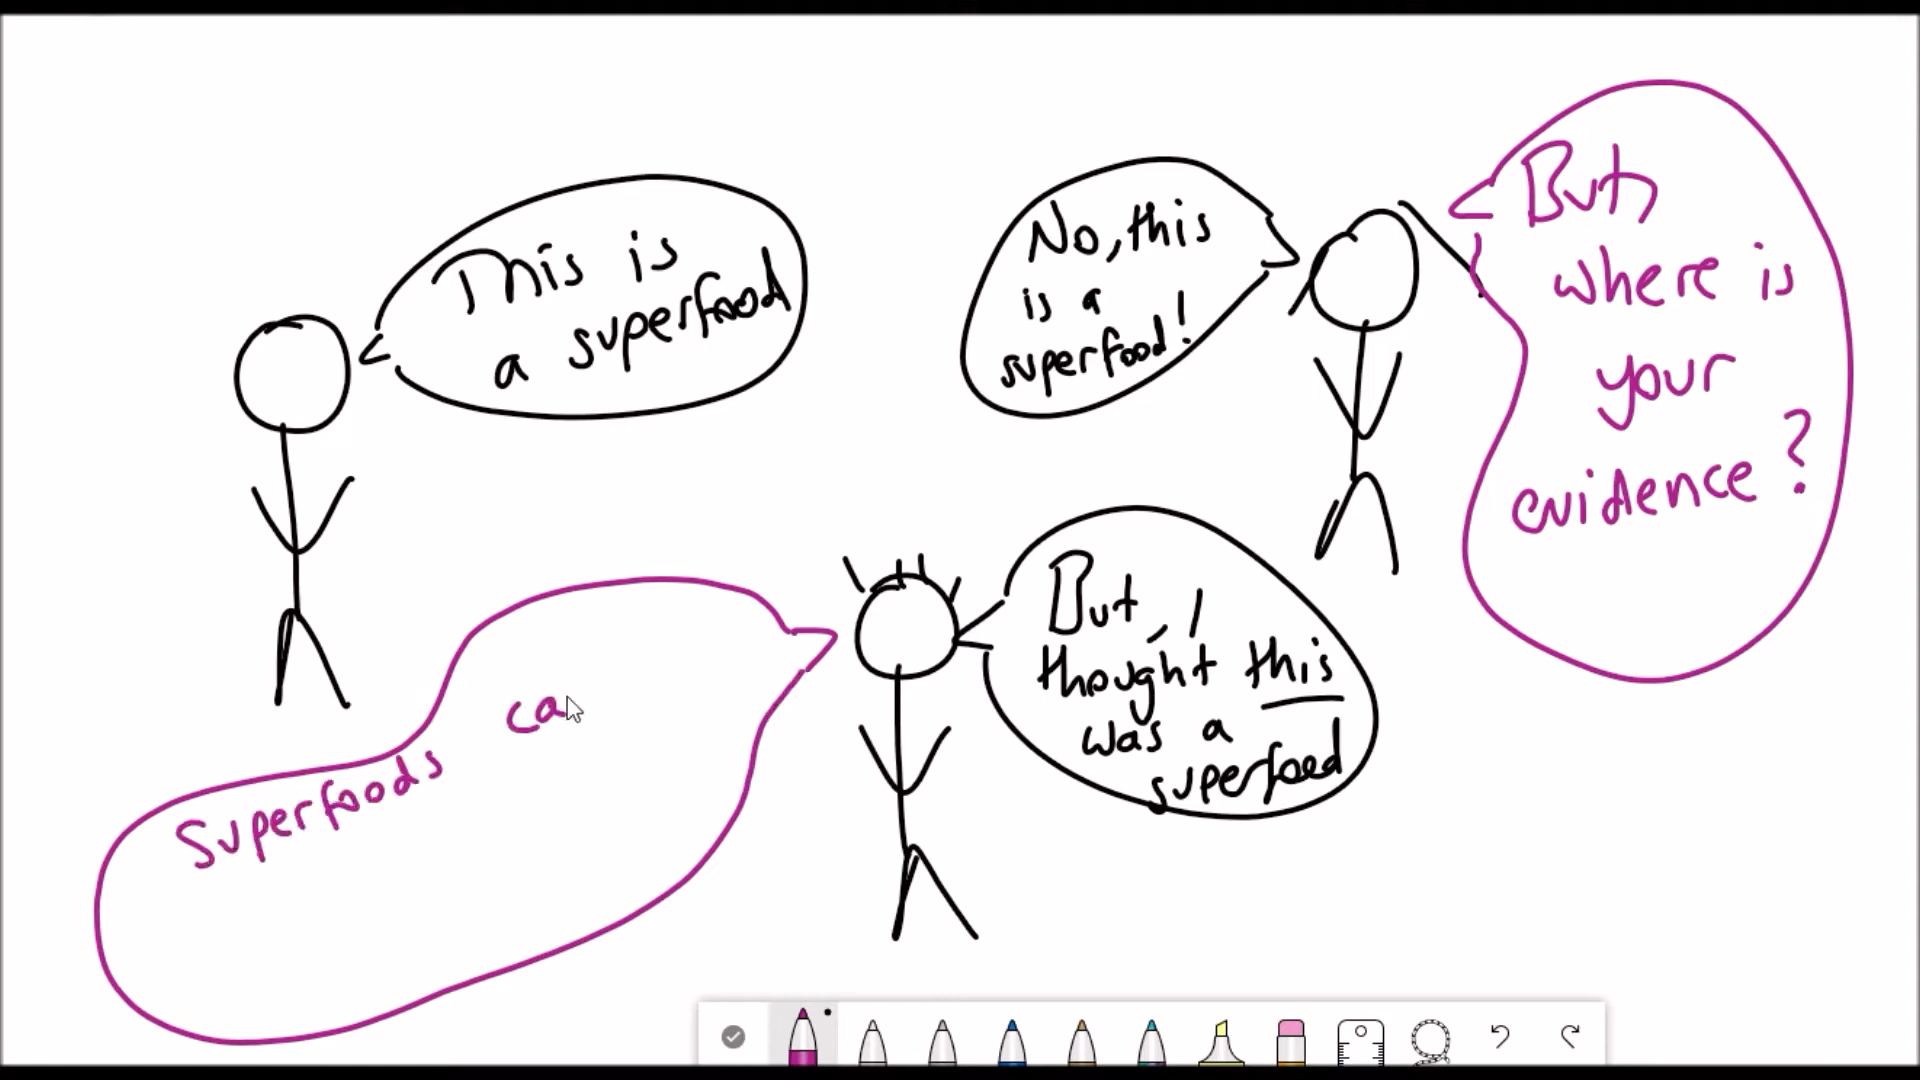 This is
a superfood
No, this
is a
superfood!
But,
where is
your
evidence?
But, I
thought this
was a
superfood
Superfoods ca